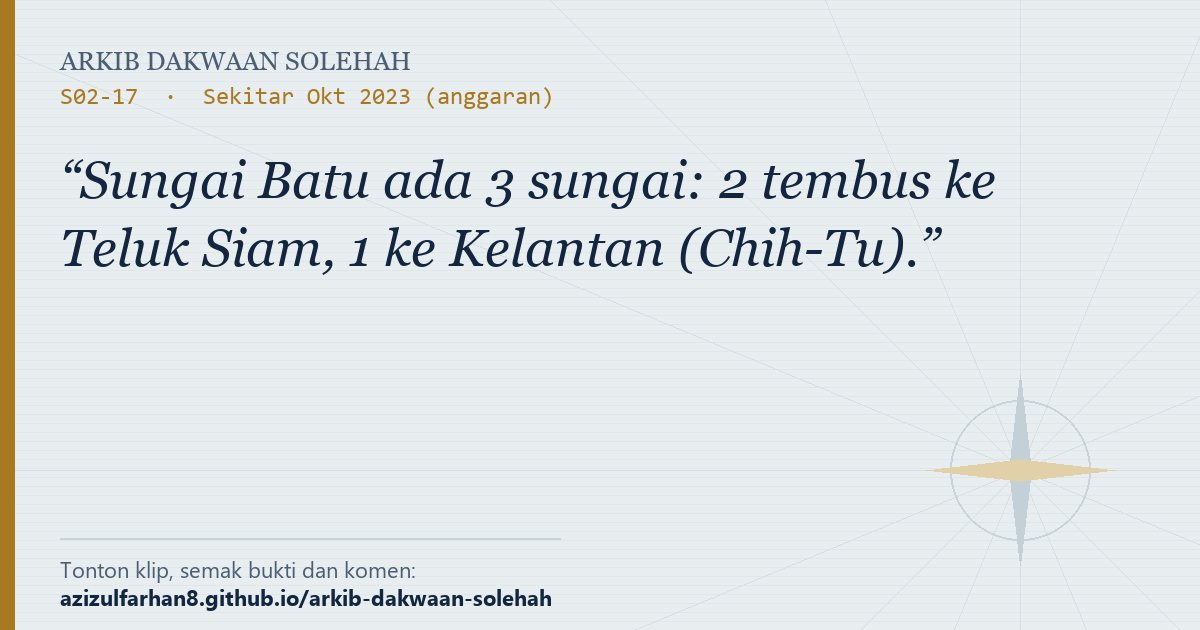 ARKIB DAKWAAN SOLEHAH
S02-17 · Sekitar Okt 2023 (anggaran)
“Sungai Batu ada 3 sungai: 2 tembus ke
Teluk Siam, 1 ke Kelantan (Chih-Tu).”
Tonton klip, semak bukti dan komen:
azizulfarhan8.github.io/arkib-dakwaan-solehah